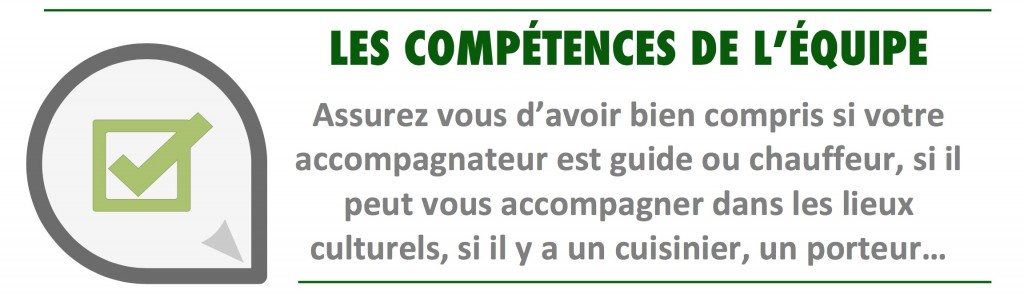 LES COMPÉTENCES DE L’ÉQUIPE
Assurez vous d’avoir bien compris si votre
accompagnateur est guide ou chauffeur, si il
peut vous accompagner dans les lieux
culturels, si il y a un cuisinier, un porteur…